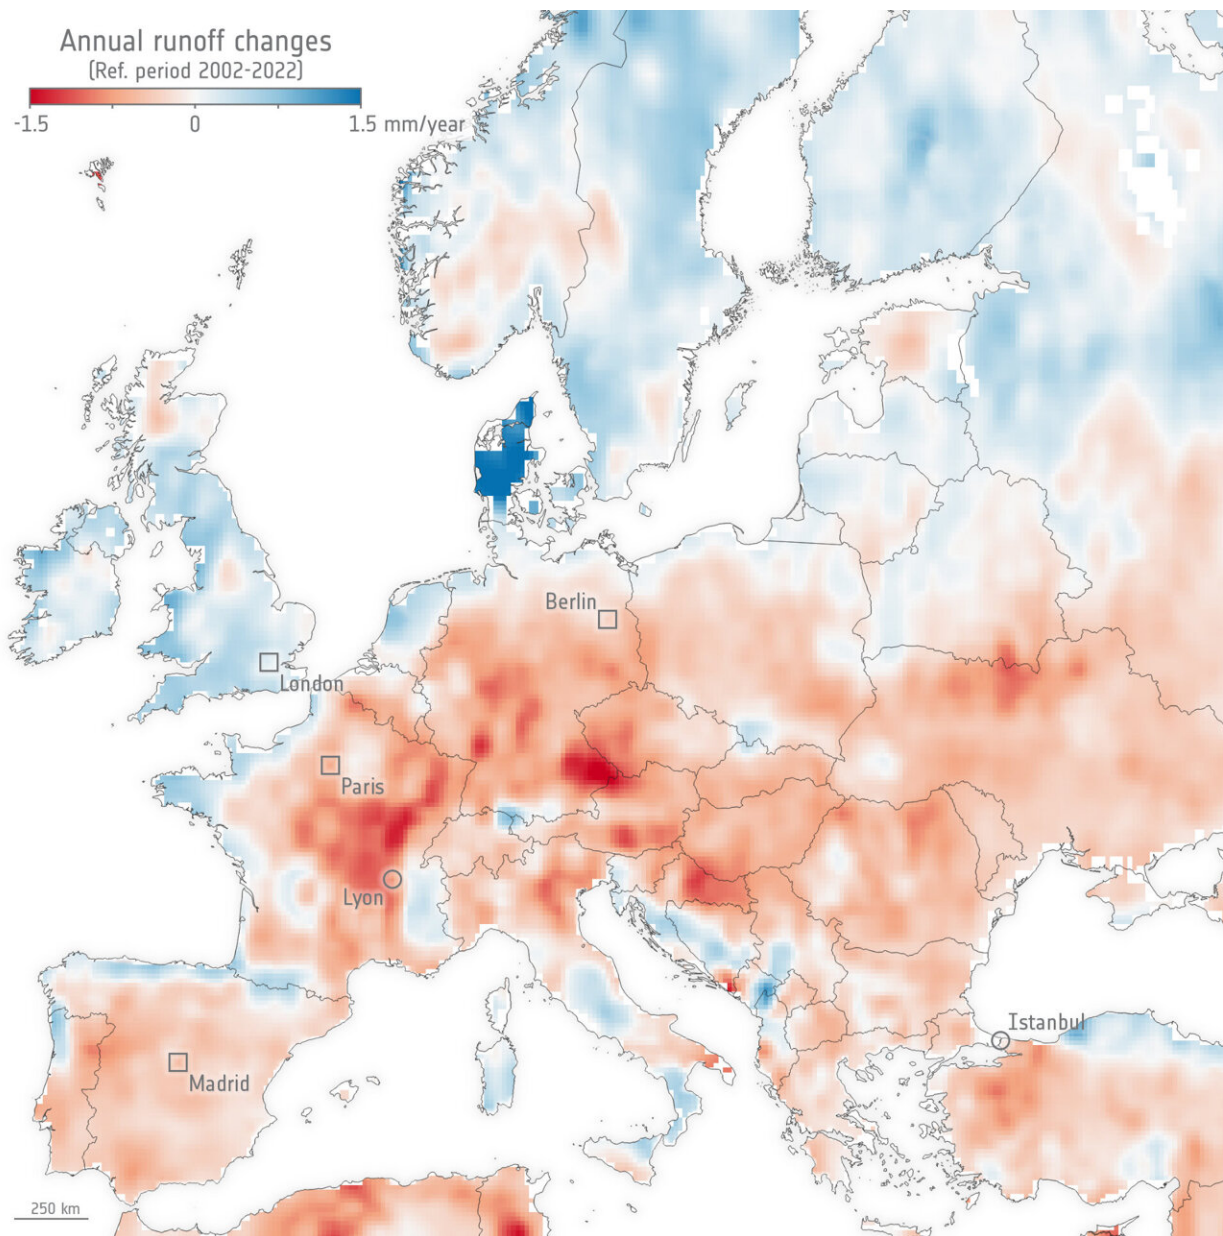 Annual runoff changes
(Ref. period 2002-2022)
-1.5 0 1.5 mm/year
Berlin
London
Paris
Lyon
Istanbul
Madrid
250 km